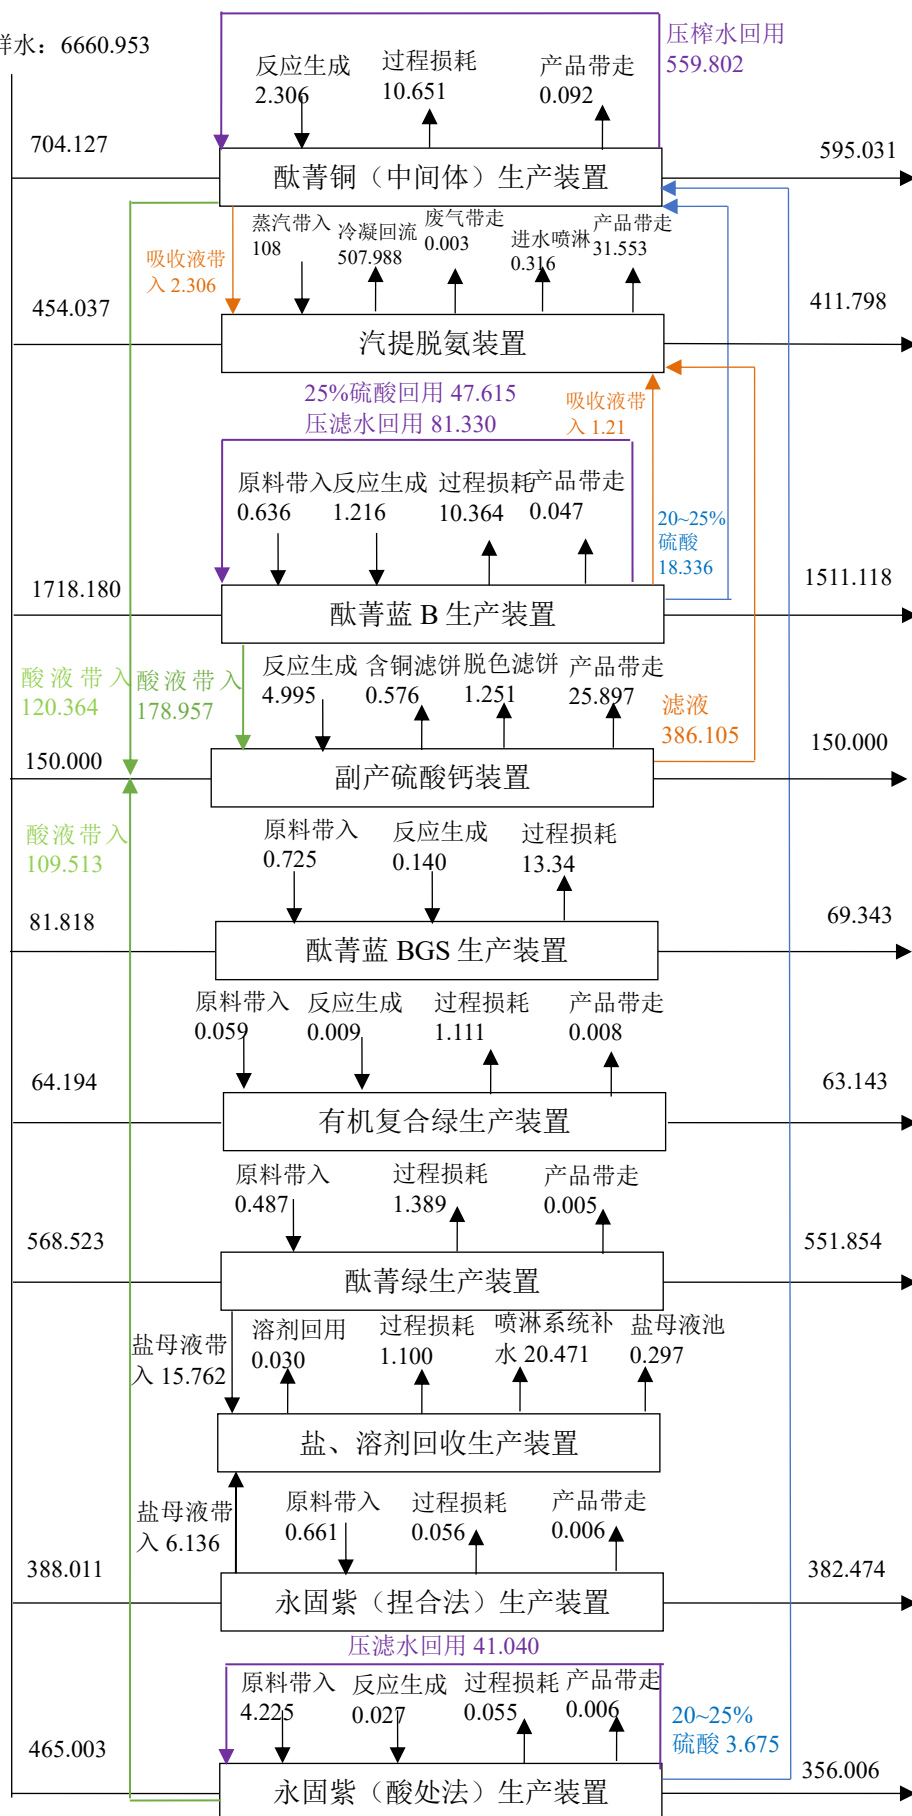 鲜水：6660.953
压榨水回用
559.802
反应生成
2.306
过程损耗
10.651
产品带走
0.092
704.127
酞菁铜（中间体）生产装置
595.031
吸收液带
入 2.306
蒸汽带入
108
冷凝回流
507.988
废气带走
0.003
进水喷淋
0.316
产品带走
31.553
454.037
汽提脱氨装置
411.798
25%硫酸回用 47.615
压滤水回用 81.330
吸收液带
入 1.21
原料带入
0.636
反应生成
1.216
过程损耗
10.364
产品带走
0.047
20~25%
硫酸
18.336
1718.180
酞菁蓝 B 生产装置
1511.118
酸液带入
120.364
酸液带入
178.957
反应生成
4.995
含铜滤饼
0.576
脱色滤饼
1.251
产品带走
25.897
滤液
386.105
150.000
副产硫酸钙装置
150.000
酸液带入
109.513
原料带入
0.725
反应生成
0.140
过程损耗
13.34
81.818
酞菁蓝 BGS 生产装置
69.343
原料带入
0.059
反应生成
0.009
过程损耗
1.111
产品带走
0.008
64.194
有机复合绿生产装置
63.143
原料带入
0.487
过程损耗
1.389
产品带走
0.005
568.523
酞菁绿生产装置
551.854
盐母液带
入 15.762
溶剂回用
0.030
过程损耗
1.100
喷淋系统补
水 20.471
盐母液池
0.297
盐、溶剂回收生产装置
盐母液带
入 6.136
原料带入
0.661
过程损耗
0.056
产品带走
0.006
388.011
永固紫（捏合法）生产装置
382.474
压滤水回用 41.040
原料带入
4.225
反应生成
0.027
过程损耗
0.055
产品带走
0.006
20~25%
硫酸 3.675
465.003
永固紫（酸处法）生产装置
356.006